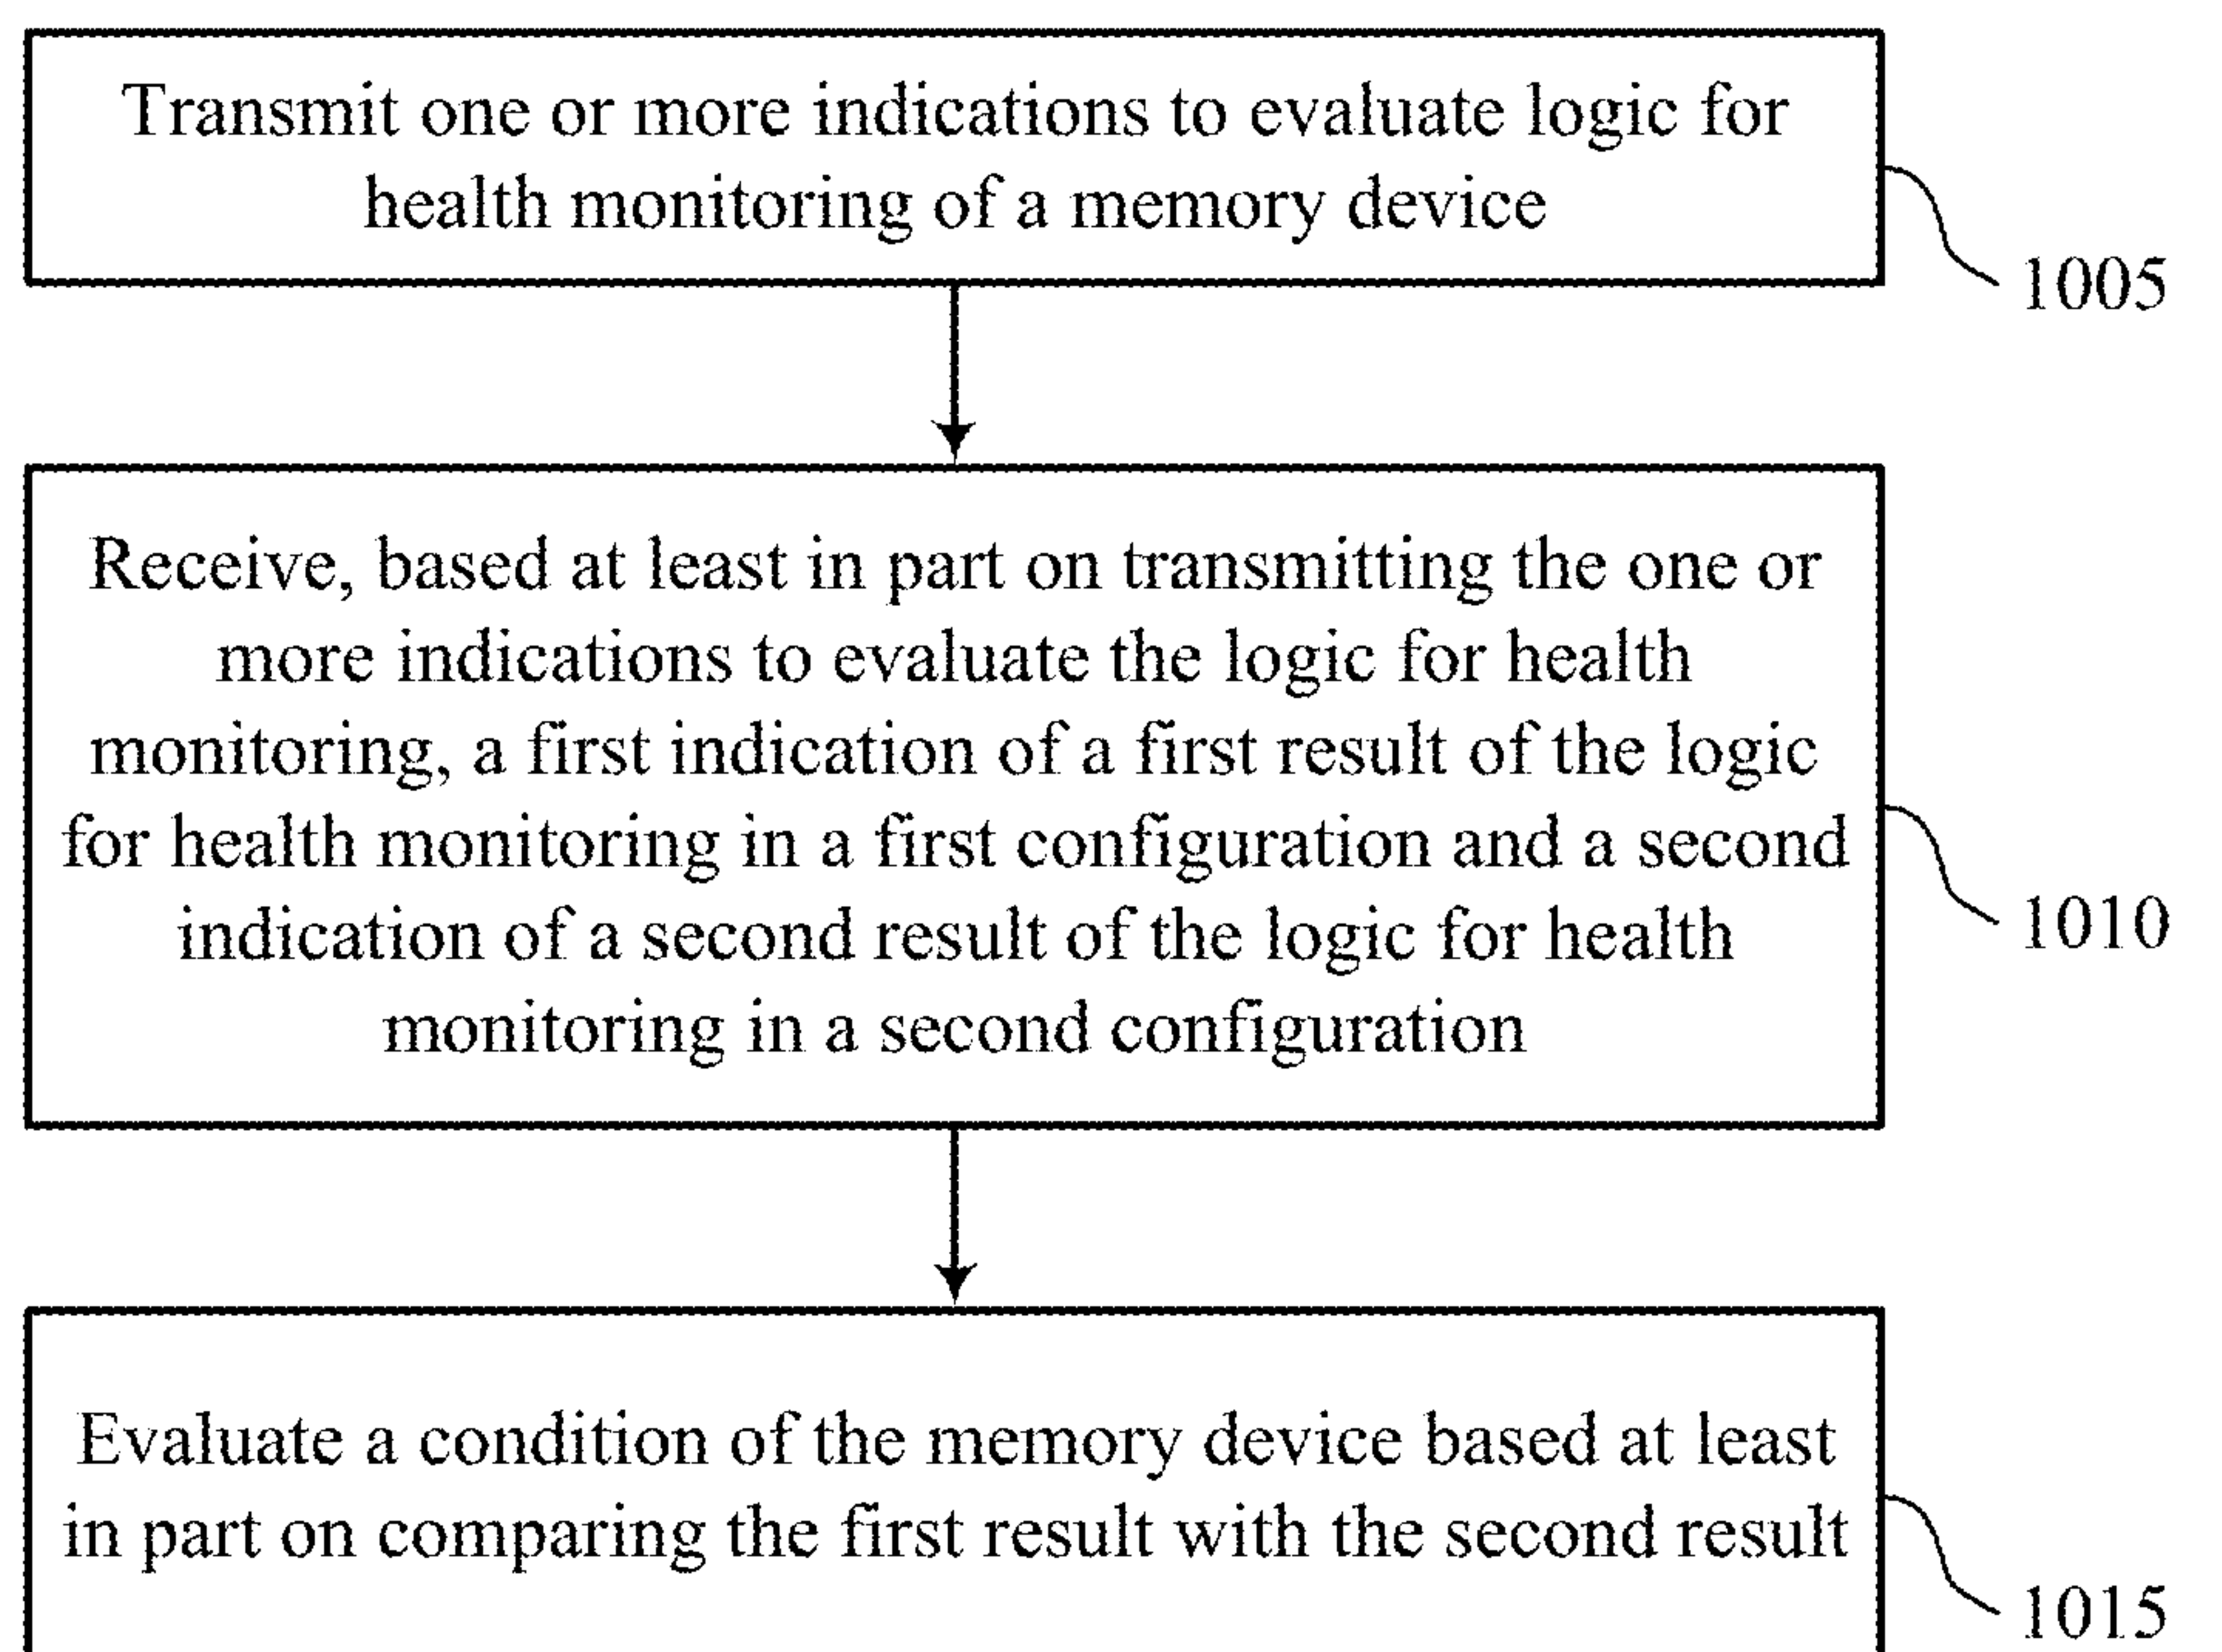 Transmit one or more indications to evaluate logic for
health monitoring of a memory device
1005
Receive, based at least in part on transmitting the one or
more indications to evaluate the logic for health
monitoring, a first indication of a first result of the logic
for health monitoring in a first configuration and a second
indication of a second result of the logic for health
monitoring in a second configuration
1010
Evaluate a condition of the memory device based at least
in part on comparing the first result with the second result
1015